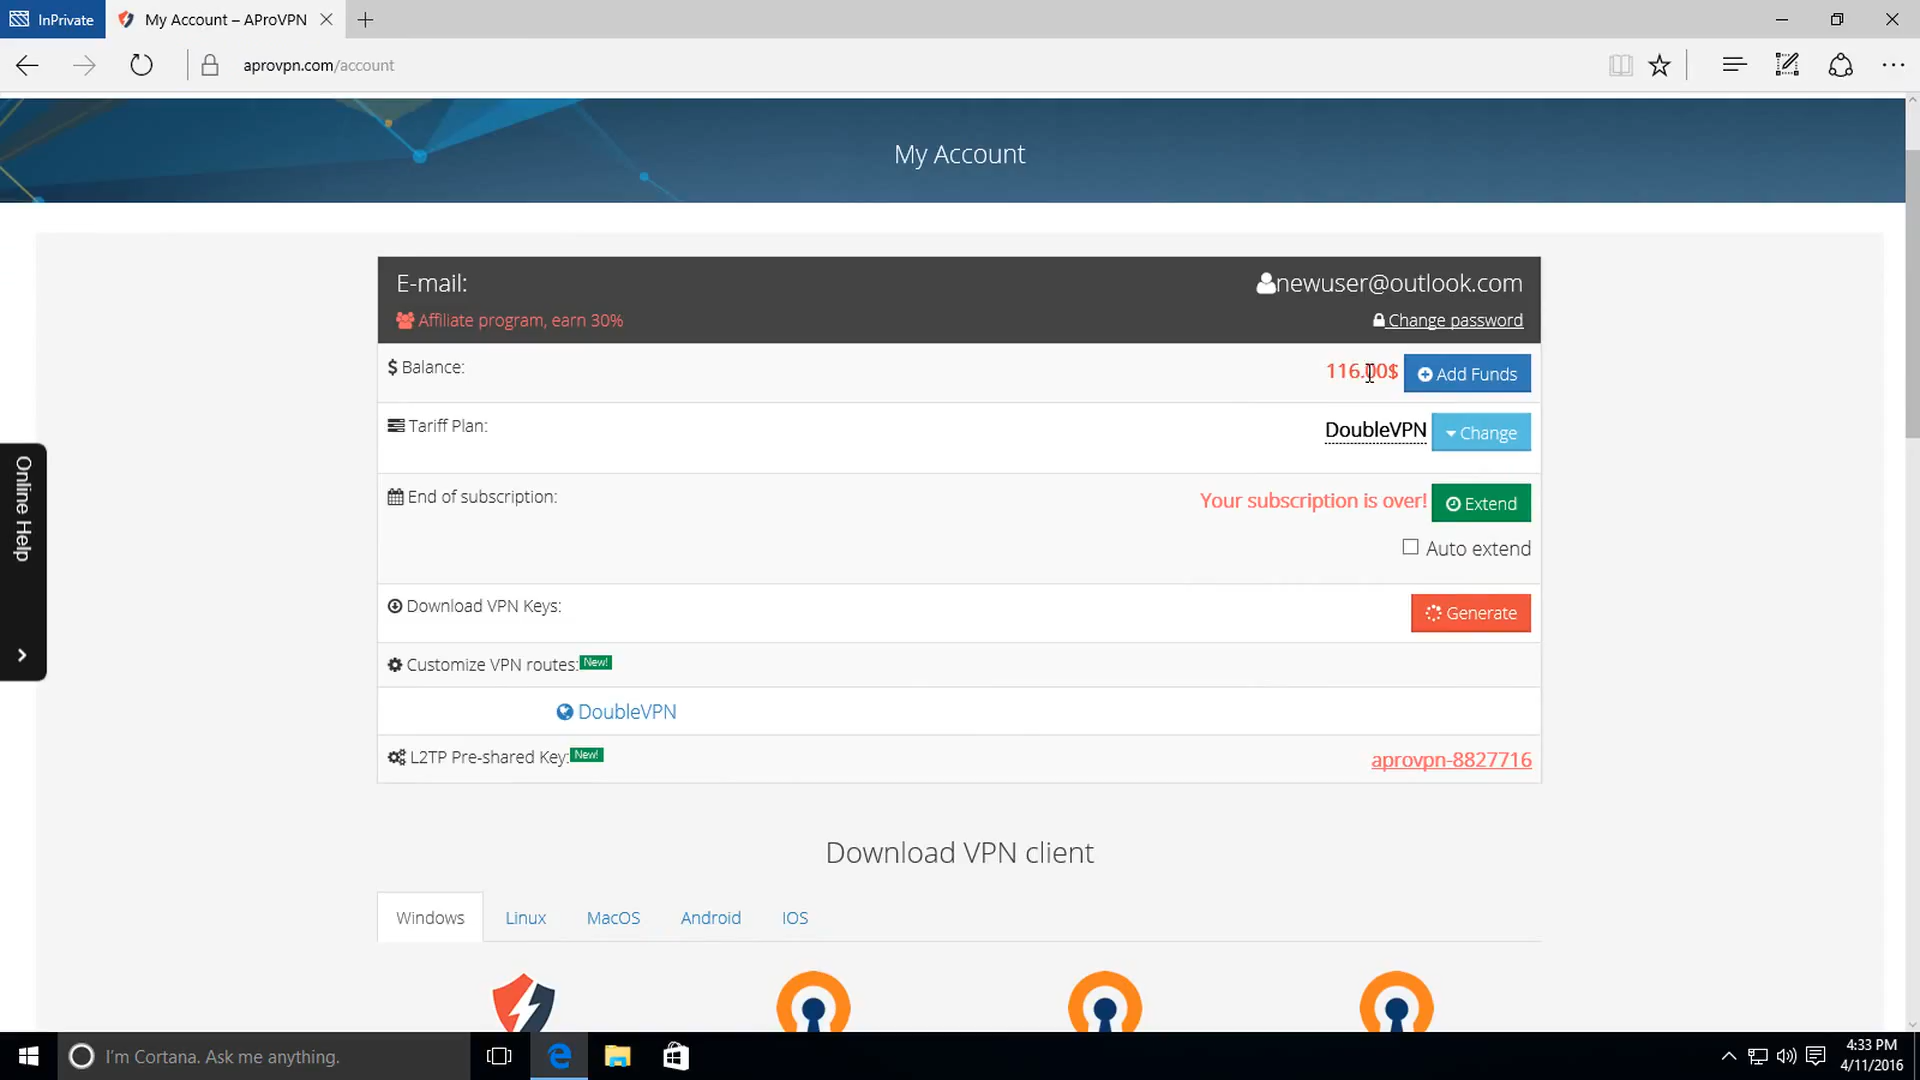 InPrivate
My Account – AProVPN
aprovpn.com/account
My Account
E-mail:
newuser@outlook.com
Affiliate program, earn 30%
Change password
$ Balance:
116.00$
Add Funds
Tariff Plan:
DoubleVPN
Change
End of subscription:
Your subscription is over!
Extend
Auto extend
Download VPN Keys:
Generate
Customize VPN routes: New!
DoubleVPN
L2TP Pre-shared Key: New!
aprovpn-8827716
Online Help
Download VPN client
Windows
Linux
MacOS
Android
IOS
I'm Cortana. Ask me anything.
4:33 PM
4/11/2016